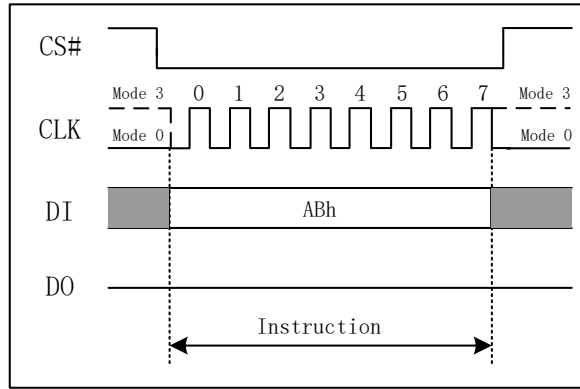 CS#
Mode 3 0 1 2 3 4 5 6 7 Mode 3
CLK
Mode 0 Mode 0
DI ABh
DO
Instruction